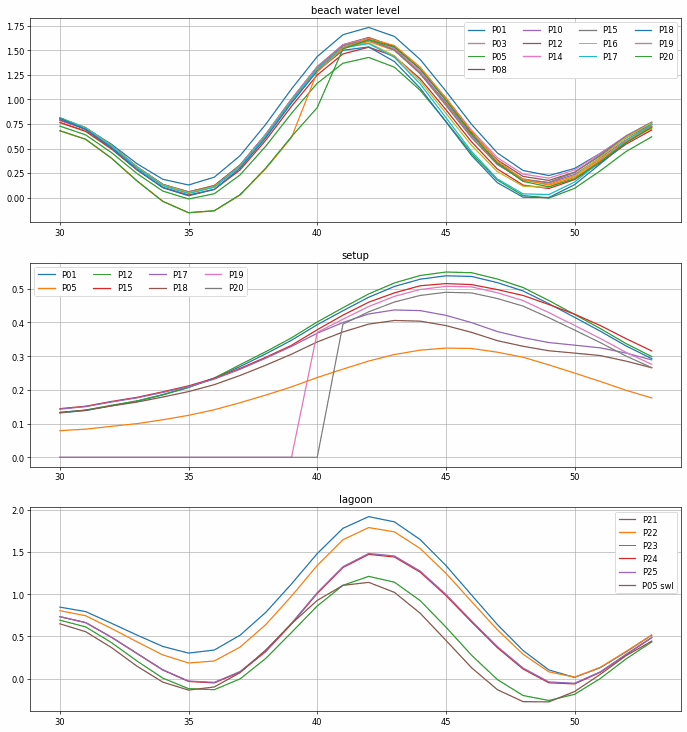 beach water level
P01 P10 P15 P18
P03 P12 P16 P19
P05 P14 P17 P20
P08
1.75
1.50
1.25
1.00
0.75
0.50
0.25
0.00
30 35 40 45 50
setup
P01 P12 P17 P19
P05 P15 P18 P20
0.5
0.4
0.3
0.2
0.1
0.0
30 35 40 45 50
lagoon
P21
P22
P23
P24
P25
P05 swl
2.0
1.5
1.0
0.5
0.0
30 35 40 45 50